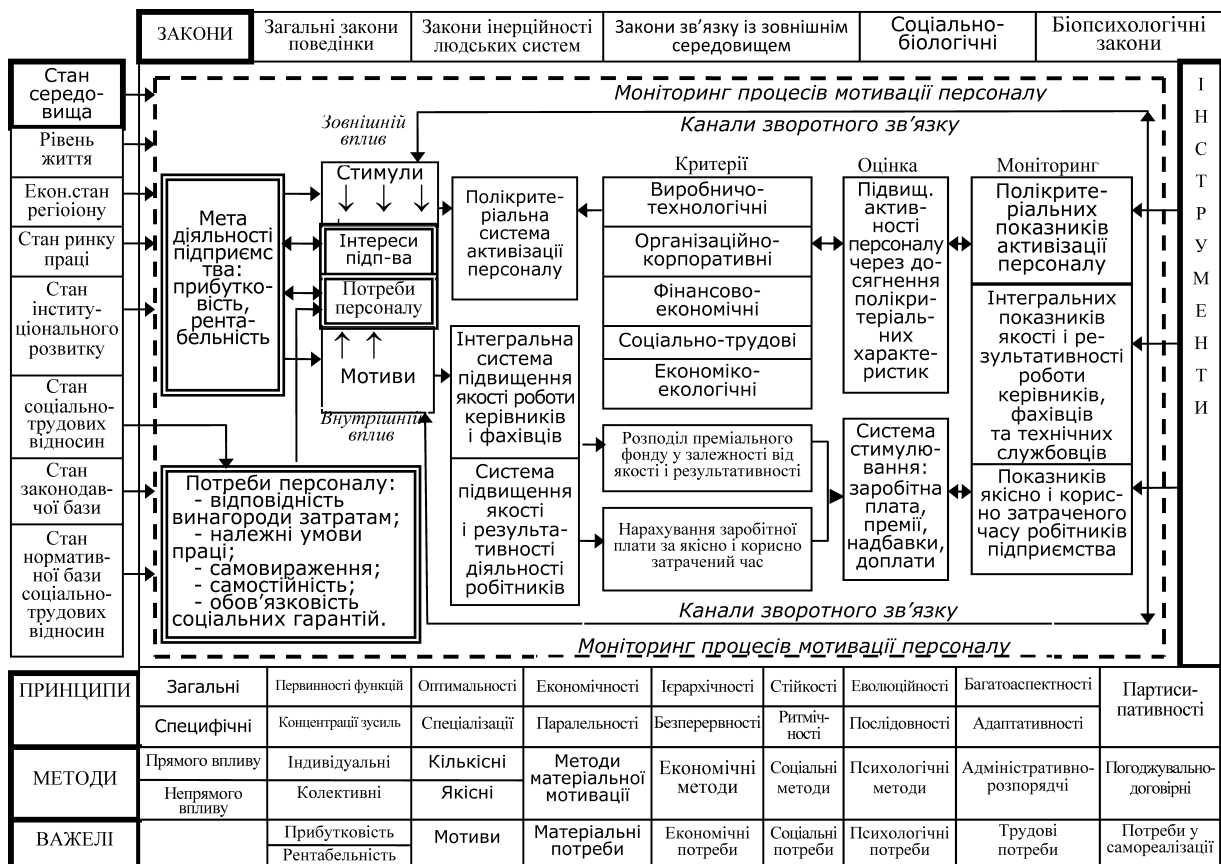 ЗАКОНИ
Загальні закони
поведінки
Закони інерційності
людських систем
Закони зв’язку із зовнішнім
середовищем
Соціально-
біологічні
Біопсихологічні
закони
Стан
середо-
вища
Рівень
життя
Екон.стан
регіоіону
Стан ринку
праці
Стан
інститу-
ціонального
розвитку
Стан
соціально-
трудових
відносин
Стан
законодав-
чої бази
Стан
норматив-
ної бази
соціально-
трудових
відносин
Моніторинг процесів мотивації персоналу
Канали зворотного зв’язку
Зовнішній
вплив
Стимули
Мета
діяльності
підприємс
тва:
прибутко-
вість,
рента-
бельність
Інтереси
підп-ва
Потреби
персоналу
Мотиви
Внутрішній
вплив
Потреби персоналу:
- відповідність
винагороди затратам;
- належні умови
праці;
- самовираження;
- самостійність;
- обов’язковість
соціальних гарантій.
Полікрите-
ріальна
система
активізації
персоналу
Інтегральна
система
підвищення
якості роботи
керівників
і фахівців
Система
підвищення
якості
і результа-
тивності
діяльності
робітників
Критерії
Виробничо-
технологічні
Організаційно-
корпоративні
Фінансово-
економічні
Соціально-трудові
Економіко-
екологічні
Розподіл преміального
фонду у залежності від
якості і результативності
Нарахування заробітної
плати за якісно і корисно
затрачений час
Оцінка
Підвищ.
актив-
ності
персоналу
через до-
сягнення
полікри-
теріаль-
них
характе-
ристик
Система
стимулю-
вання:
заробітна
плата,
премії,
надбавки,
доплати
Моніторинг
Полікрите-
ріальних
показників
активізації
персоналу
Інтегральних
показників
якості і ре-
зультативності
роботи
керівників,
фахівців
та технічних
службовців
Показників
якісно і корис-
но затраченого
часу робітників
підприємства
Канали зворотного зв’язку
Моніторинг процесів мотивації персоналу
І
Н
С
Т
Р
У
М
Е
Н
Т
И
ПРИНЦИПИ
Загальні
Первинності функцій
Оптимальності
Економічності
Ієрархічності
Стійкості
Еволюційності
Багатоаспектності
Партиси-
пативності
Специфічні
Концентрації зусиль
Спеціалізації
Паралельності
Безперервності
Ритміч-
ності
Послідовності
Адаптативності
МЕТОДИ
Прямого впливу
Індивідуальні
Кількісні
Методи
матеріальної
мотивації
Економічні
методи
Соціальні
методи
Психологічні
методи
Адміністративно-
розпорядчі
Погоджувально-
договірні
Непрямого
впливу
Колективні
Якісні
ВАЖЕЛІ
Прибутковість
Рентабельність
Мотиви
Матеріальні
потреби
Економічні
потреби
Соціальні
потреби
Психологічні
потреби
Трудові
потреби
Потреби у
самореалізації